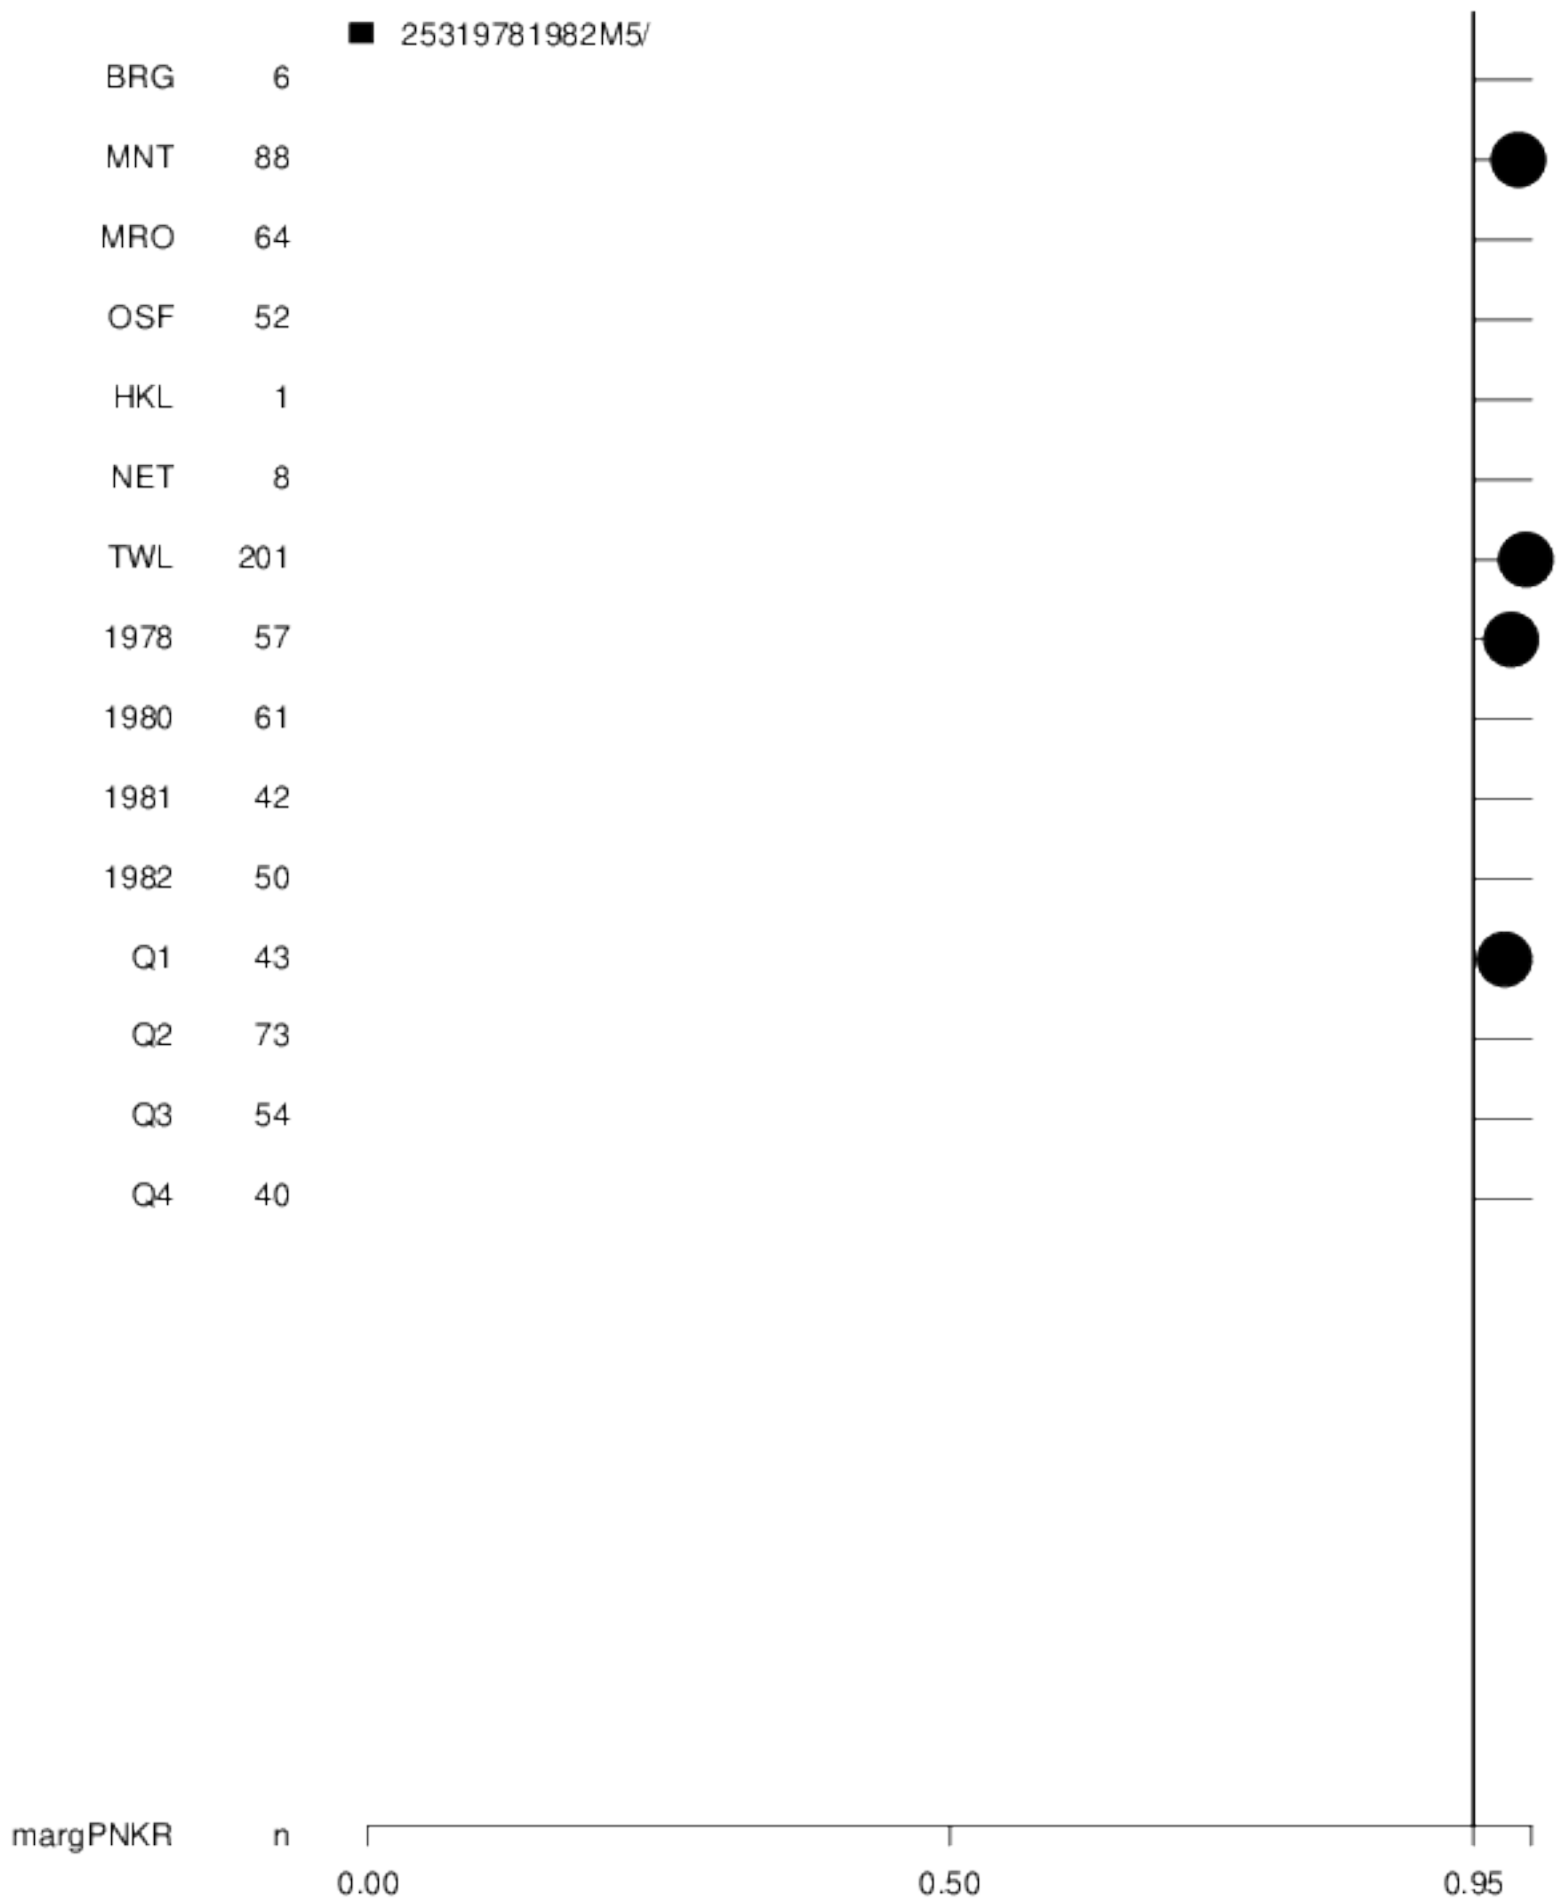 25319781982M5/
BRG 6
MNT 88
MRO 64
OSF 52
HKL 1
NET 8
TWL 201
1978 57
1980 61
1981 42
1982 50
Q1 43
Q2 73
Q3 54
Q4 40
margPNKR n
0.00 0.50 0.95